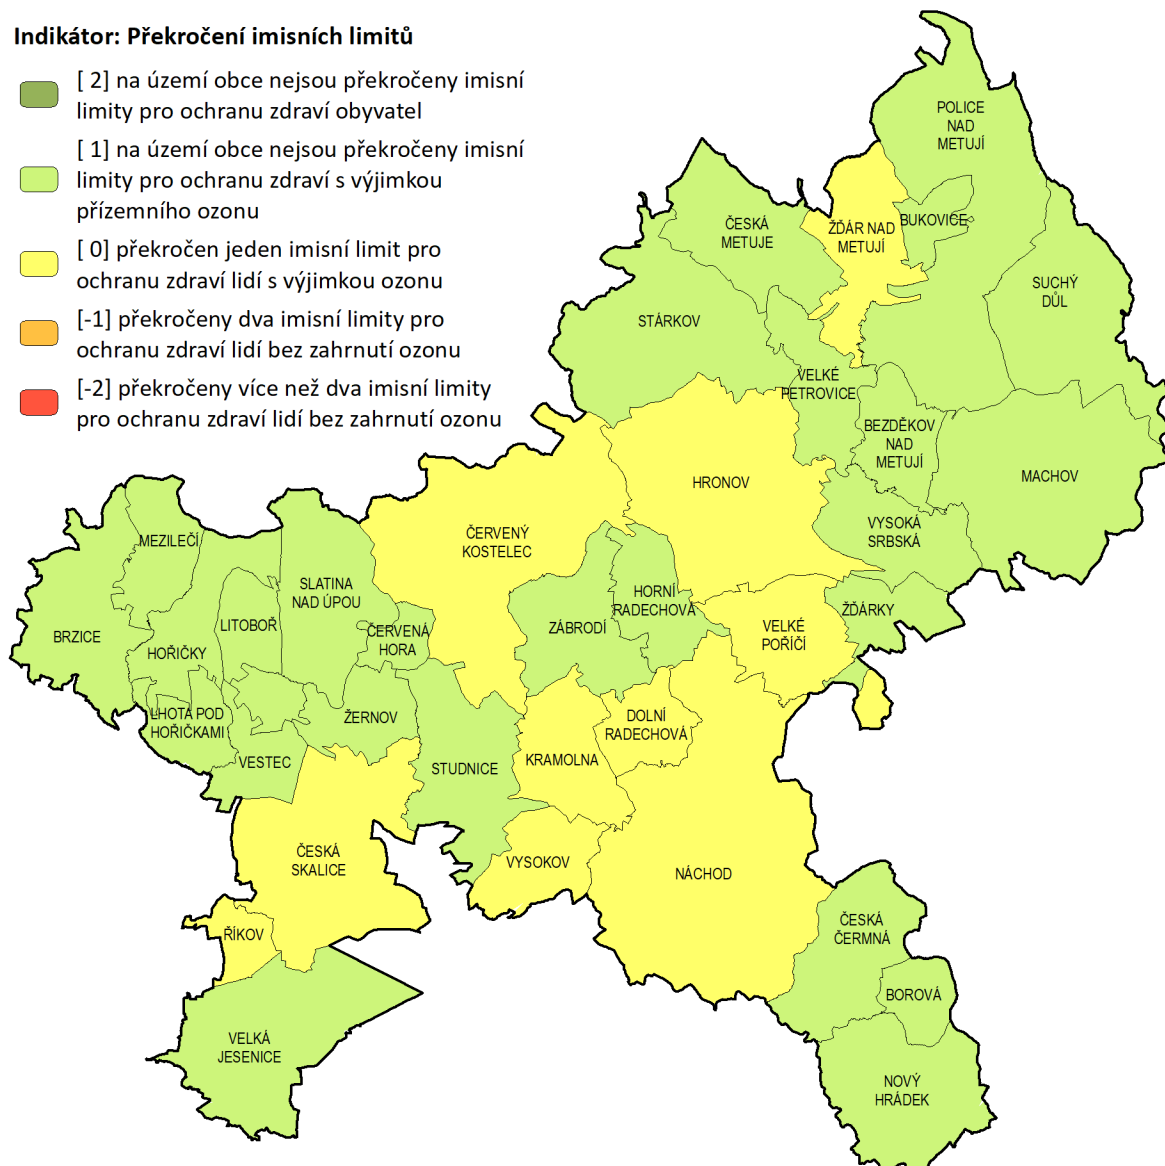 Indikátor: Překročení imisních limitů
[ 2] na území obce nejsou překročeny imisní
limity pro ochranu zdraví obyvatel
[ 1] na území obce nejsou překročeny imisní
limity pro ochranu zdraví s výjimkou
přízemního ozonu
[ 0] překročen jeden imisní limit pro
ochranu zdraví lidí s výjimkou ozonu
[-1] překročeny dva imisní limity pro
ochranu zdraví lidí bez zahrnutí ozonu
[-2] překročeny více než dva imisní limity
pro ochranu zdraví lidí bez zahrnutí ozonu
POLICE
NAD
METUJÍ
BUKOVICE
ČESKÁ
METUJE
ŽĎÁR NAD
METUJÍ
SUCHÝ
DŮL
STÁRKOV
VELKÉ
PETROVICE
BEZDĚKOV
NAD
METUJÍ
MACHOV
HRONOV
VYSOKÁ
SRBSKÁ
ČERVENÝ
KOSTELEC
MEZILEČÍ
SLATINA
NAD ÚPOU
HORNÍ
RADECHOVÁ
ŽĎÁRKY
BRZICE
LITOBOŘ
ČERVENÁ
HORA
ZÁBRODÍ
VELKÉ
POŘÍČÍ
HOŘIČKY
LHOTA POD
HOŘIČKAMI
ŽERNOV
DOLNÍ
RADECHOVÁ
VESTEC
STUDNICE
KRAMOLNA
ČESKÁ
SKALICE
VYSOKOV
NÁCHOD
ŘÍKOV
ČESKÁ
ČERMNÁ
BOROVÁ
VELKÁ
JESENICE
NOVÝ
HRÁDEK